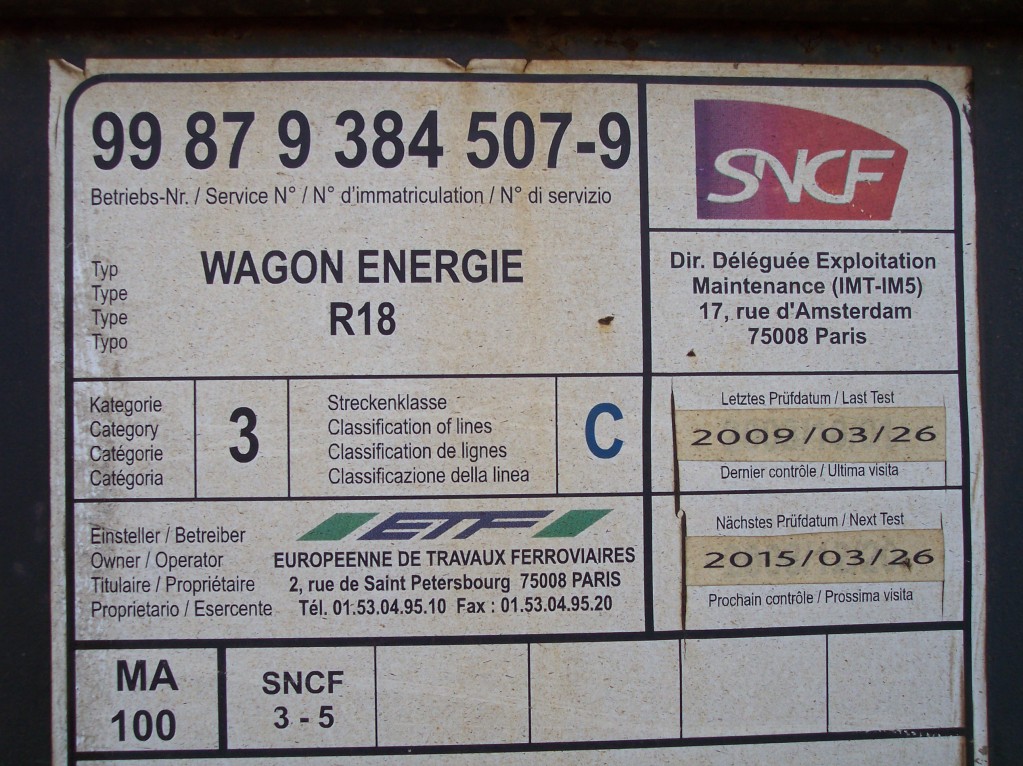 99 87 9 384 507-9
Betriebs-Nr. / Service N° / N° d'immatriculation / N° di servizio
SNCF
Typ
Type
Type
Typo
WAGON ENERGIE
R18
Dir. Déléguée Exploitation
Maintenance (IMT-IM5)
17, rue d'Amsterdam
75008 Paris
Kategorie
Category
Catégorie
Catégoria
3
Streckenklasse
Classification of lines
Classification de lignes
Classificazione della linea
C
Letztes Prüfdatum / Last Test
2009/03/26
Dernier contrôle / Ultima visita
Einsteller / Betreiber
Owner / Operator
Titulaire / Propriétaire
Proprietario / Esercente
ETF
EUROPEENNE DE TRAVAUX FERROVIAIRES
2, rue de Saint Petersbourg 75008 PARIS
Tél. 01.53.04.95.10 Fax : 01.53.04.95.20
Nächstes Prüfdatum / Next Test
2015/03/26
Prochain contrôle / Prossima visita
MA
100
SNCF
3 - 5